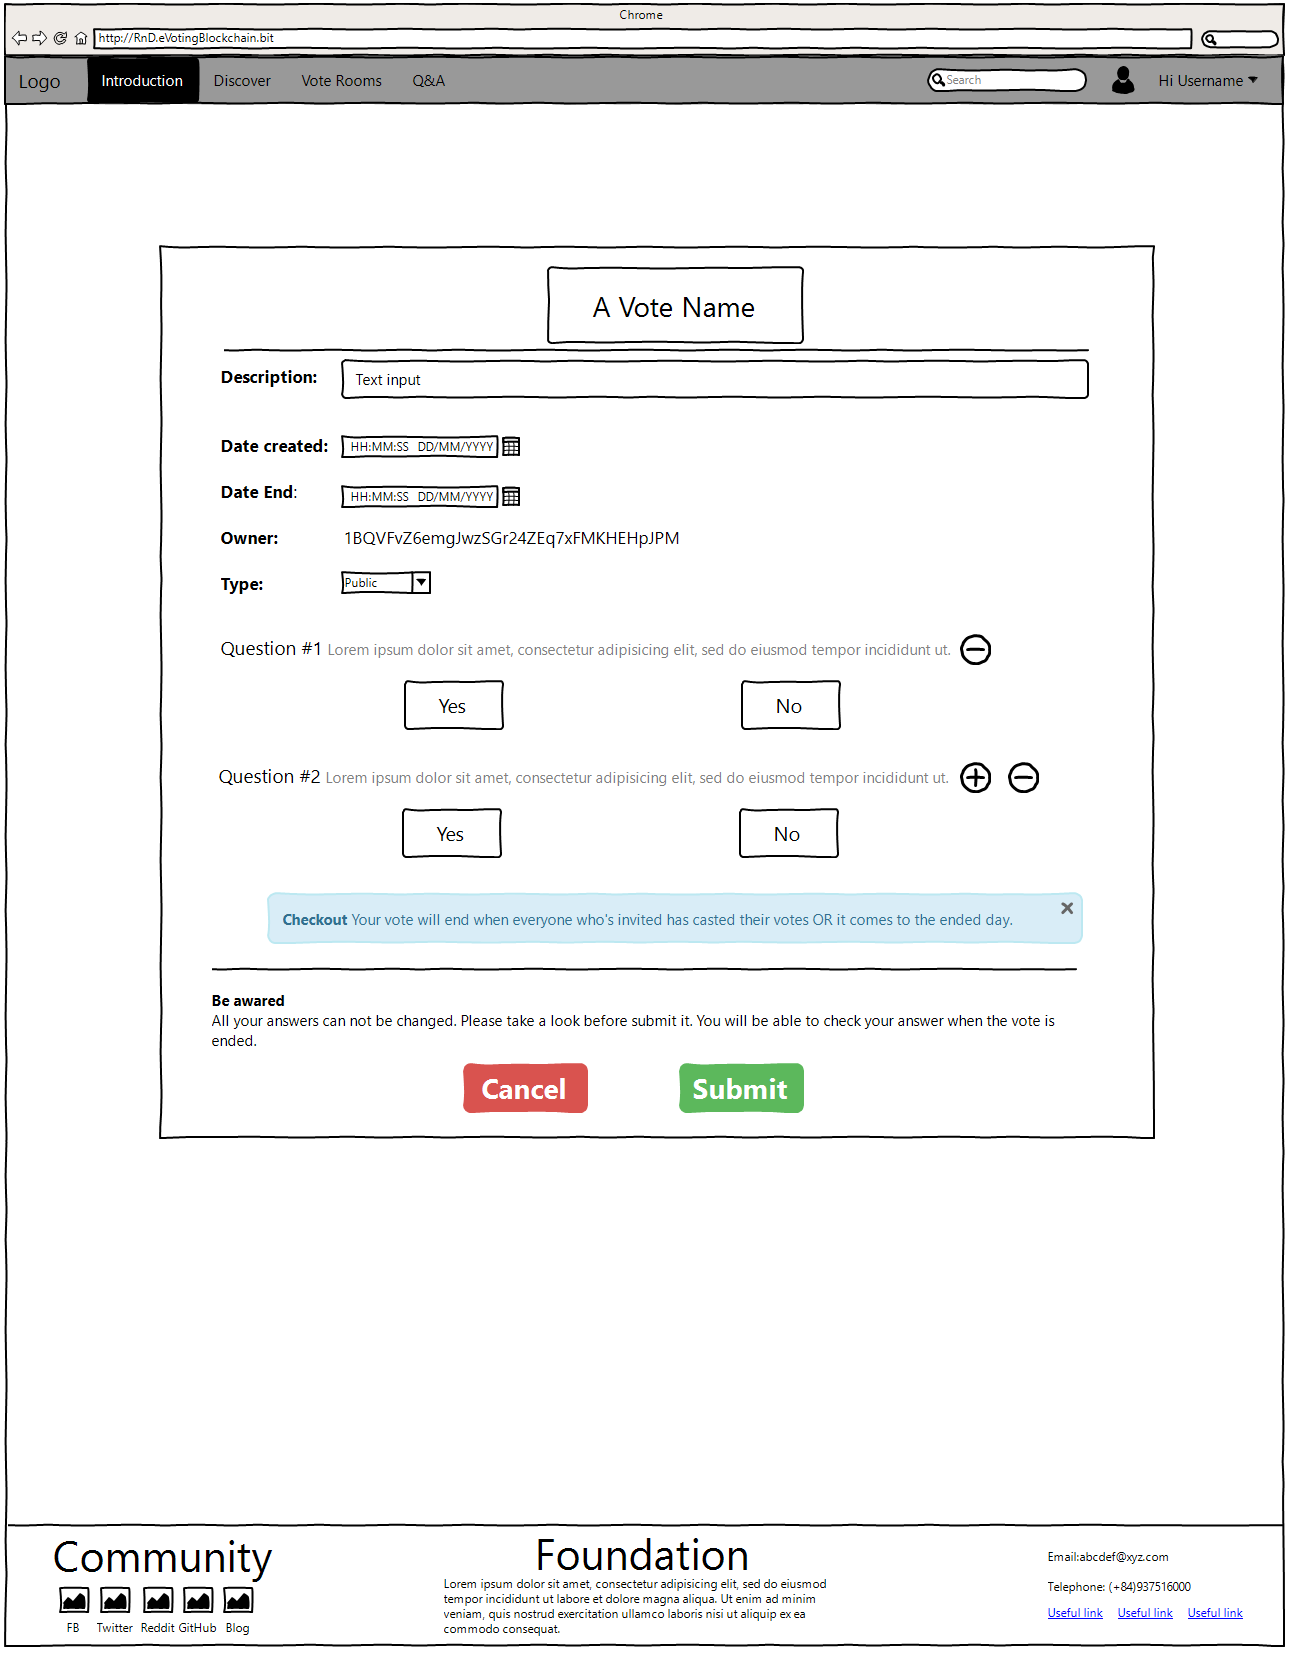 Chrome
http://RnD.eVotingBlockchain.bit
Logo Introduction Discover Vote Rooms Q&A Search Hi Username
A Vote Name
Description: Text input
Date created: HH:MM:SS DD/MM/YYYY
Date End: HH:MM:SS DD/MM/YYYY
Owner: 1BQVFvZ6emgJwzSGr24ZEq7xFMKHEHpJPM
Type: Public
Question #1 Lorem ipsum dolor sit amet, consectetur adipisicing elit, sed do eiusmod tempor incididunt ut.
Yes No
Question #2 Lorem ipsum dolor sit amet, consectetur adipisicing elit, sed do eiusmod tempor incididunt ut.
Yes No
Checkout Your vote will end when everyone who's invited has casted their votes OR it comes to the ended day.
Be awared
All your answers can not be changed. Please take a look before submit it. You will be able to check your answer when the vote is
ended.
Cancel Submit
Community
FB Twitter Reddit GitHub Blog
Foundation
Lorem ipsum dolor sit amet, consectetur adipisicing elit, sed do eiusmod
tempor incididunt ut labore et dolore magna aliqua. Ut enim ad minim
veniam, quis nostrud exercitation ullamco laboris nisi ut aliquip ex ea
commodo consequat.
Email:abcdef@xyz.com
Telephone: (+84)937516000
Useful link Useful link Useful link